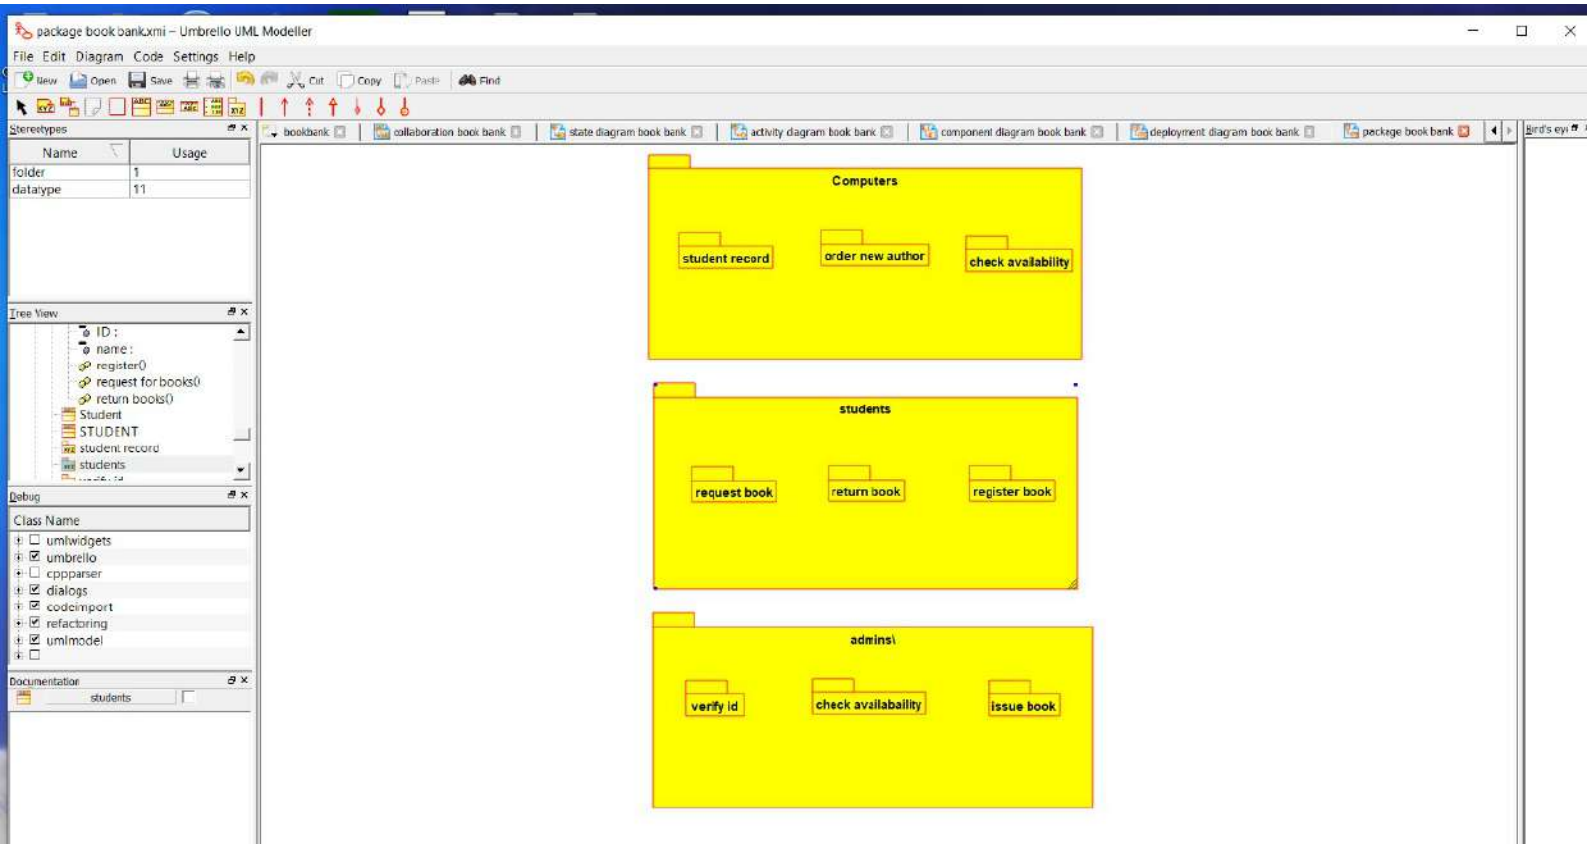 package book bank.xmi – Umbrello UML Modeller
File Edit Diagram Code Settings Help
New Open Save Cut Copy Paste Find
Stereotypes
Name Usage
folder 1
datatype 11
bookbank
collaboration book bank
state diagram book bank
activity diagram book bank
component diagram book bank
deployment diagram book bank
package book bank
Bird's eye
Computers
student record
order new author
check availability
Tree View
ID :
name :
register()
request for books()
return books()
Student
STUDENT
student record
students
verify id
students
request book
return book
register book
Debug
Class Name
umlwidgets
umbrello
cppparser
dialogs
codeimport
refactoring
umlmodel
admins\
verify id
check availabaility
issue book
Documentation
students